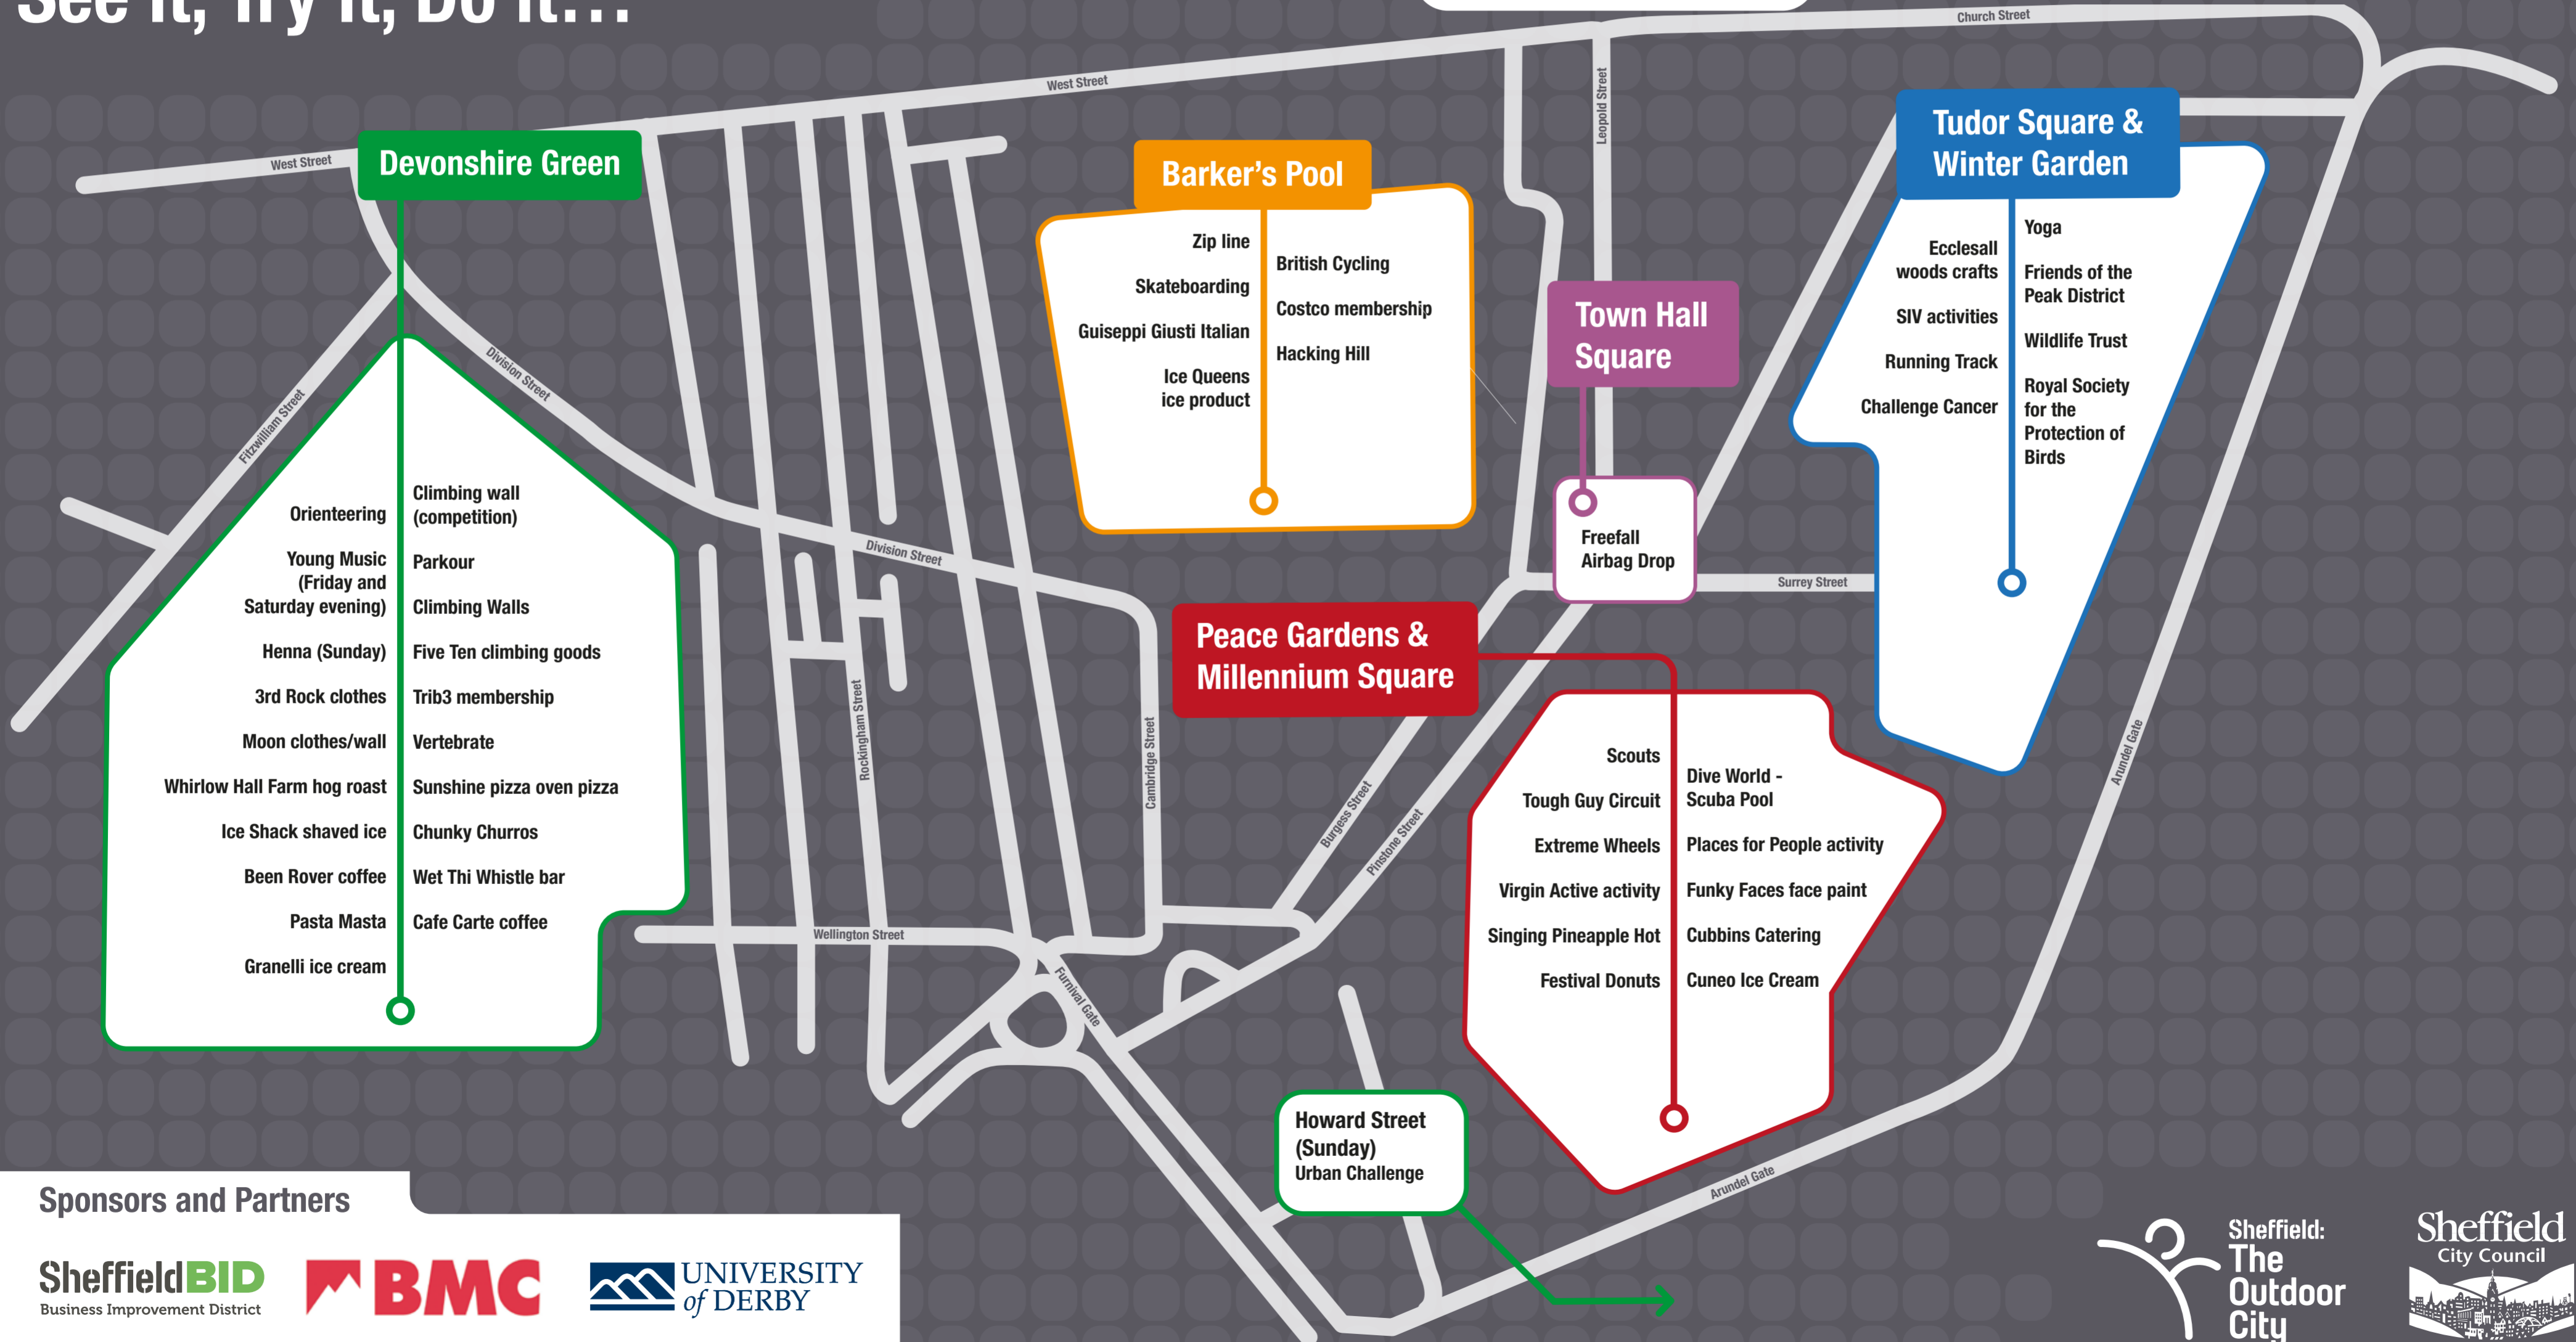 See it, Try it, Do it...
Church Street
West Street
West Street
Leopold Street
Devonshire Green
Fitzwilliam Street
Division Street
Division Street
Orienteering
Young Music
(Friday and
Saturday evening)
Henna (Sunday)
3rd Rock clothes
Moon clothes/wall
Whirlow Hall Farm hog roast
Ice Shack shaved ice
Been Rover coffee
Pasta Masta
Granelli ice cream
Climbing wall
(competition)
Parkour
Climbing Walls
Five Ten climbing goods
Trib3 membership
Vertebrate
Sunshine pizza oven pizza
Chunky Churros
Wet Thi Whistle bar
Cafe Carte coffee
Barker's Pool
Zip line
Skateboarding
Guiseppi Giusti Italian
Ice Queens
ice product
British Cycling
Costco membership
Hacking Hill
Town Hall
Square
Freefall
Airbag Drop
Tudor Square &
Winter Garden
Ecclesall
woods crafts
SIV activities
Running Track
Challenge Cancer
Yoga
Friends of the
Peak District
Wildlife Trust
Royal Society
for the
Protection of
Birds
Surrey Street
Peace Gardens &
Millennium Square
Scouts
Tough Guy Circuit
Extreme Wheels
Virgin Active activity
Singing Pineapple Hot
Festival Donuts
Dive World -
Scuba Pool
Places for People activity
Funky Faces face paint
Cubbins Catering
Cuneo Ice Cream
Rockingham Street
Cambridge Street
Burgess Street
Pinstone Street
Arundel Gate
Wellington Street
Furnival Gate
Howard Street
(Sunday)
Urban Challenge
Arundel Gate
Sponsors and Partners
SheffieldBID
Business Improvement District
BMC
UNIVERSITY
of DERBY
Sheffield:
The
Outdoor
City
Sheffield
City Council